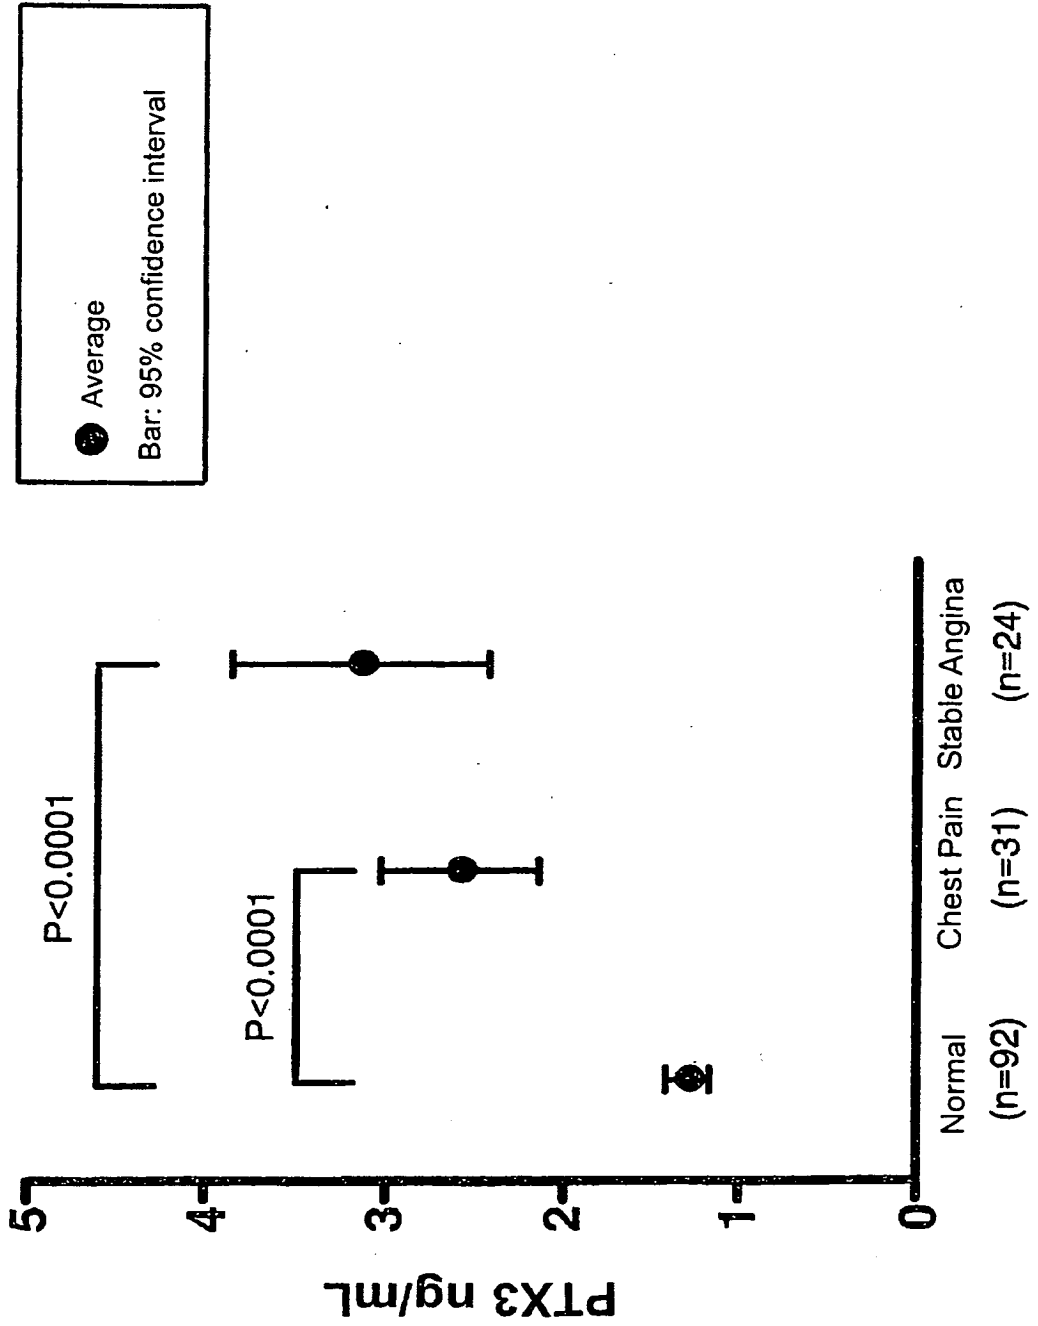 ● Average
Bar: 95% confidence interval
P<0.0001
P<0.0001
5
4
3
2
1
0
PTX3 ng/mL
Normal Chest Pain Stable Angina
(n=92) (n=31) (n=24)